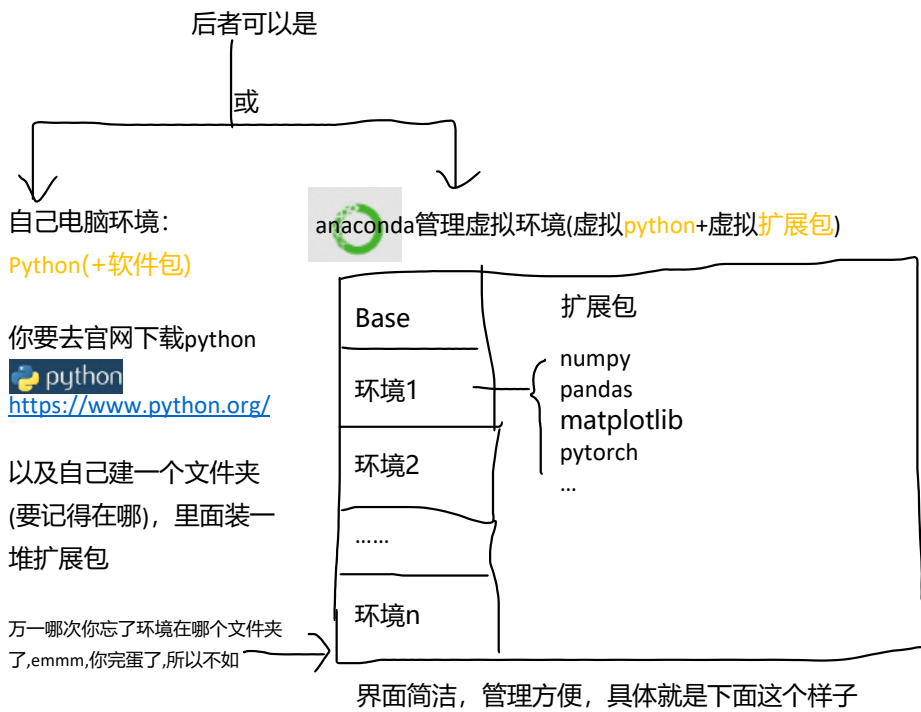 后者可以是
或
自己电脑环境：
Python(+软件包)
你要去官网下载python
python
https://www.python.org/
以及自己建一个文件夹
(要记得在哪)，里面装一
堆扩展包
万一哪次你忘了环境在哪个文件夹
了,emmm,你完蛋了,所以不如
anaconda管理虚拟环境(虚拟python+虚拟扩展包)
Base
环境1
环境2
……
环境n
扩展包
numpy
pandas
matplotlib
pytorch
…
界面简洁，管理方便，具体就是下面这个样子